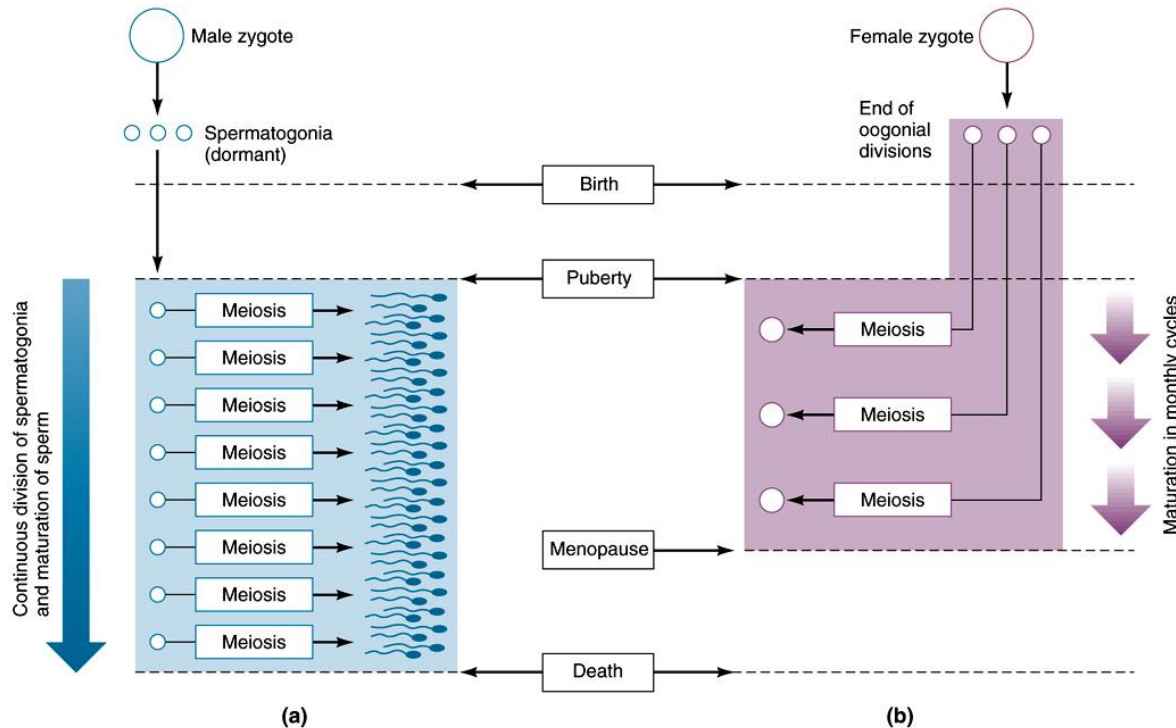 Male zygote
Female zygote
Spermatogonia
(dormant)
End of
oogonial
divisions
Birth
Puberty
Continuous division of spermatogonia
and maturation of sperm
Meiosis
Meiosis
Meiosis
Meiosis
Meiosis
Meiosis
Meiosis
Meiosis
Meiosis
Meiosis
Meiosis
Maturation in monthly cycles
Menopause
Death
(a)
(b)